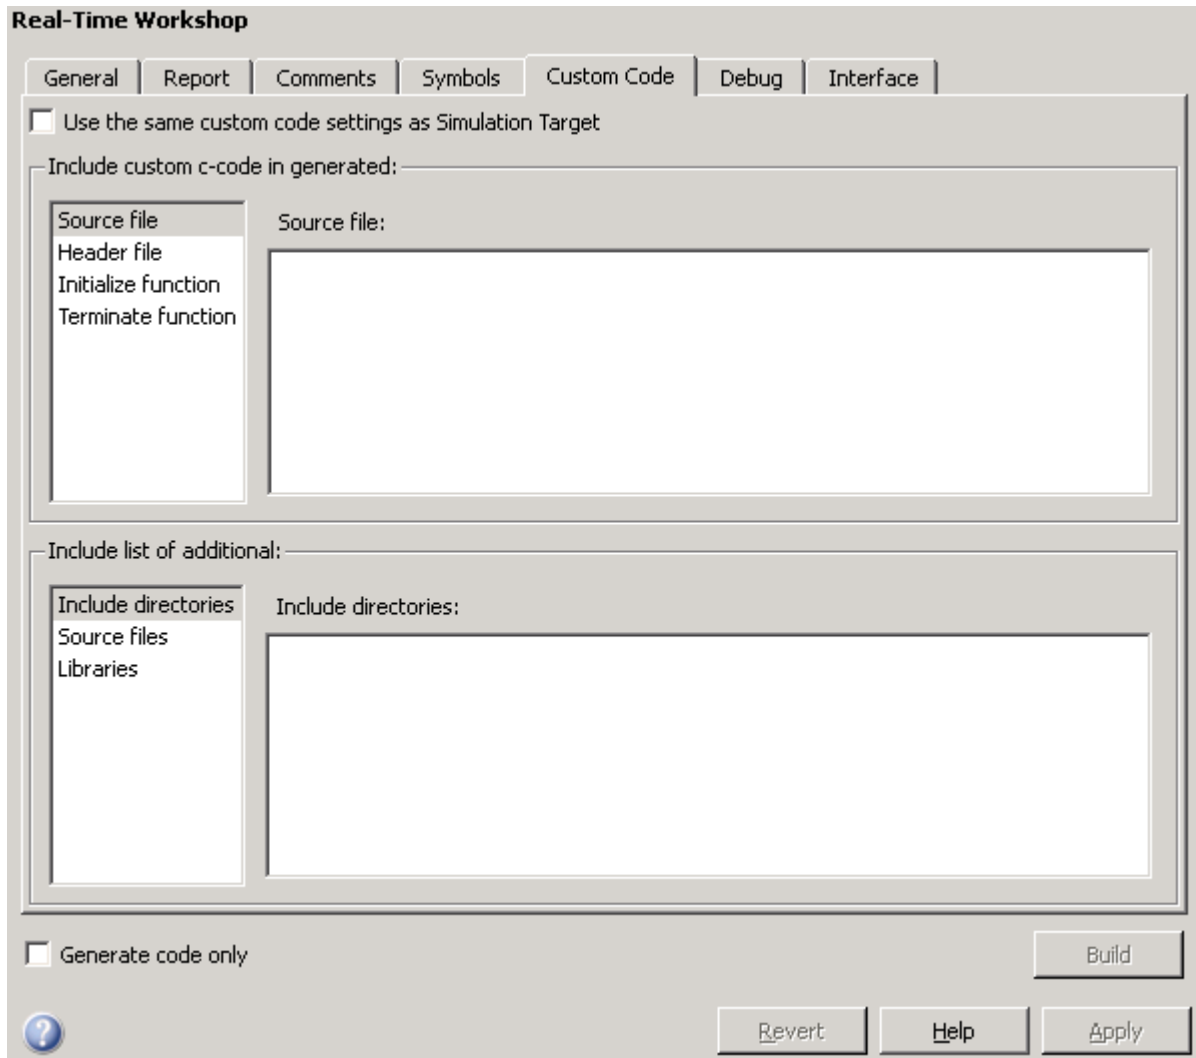 Real-Time Workshop
General Report Comments Symbols Custom Code Debug Interface
Use the same custom code settings as Simulation Target
Include custom c-code in generated:
Source file
Header file
Initialize function
Terminate function
Source file:
Include list of additional:
Include directories
Source files
Libraries
Include directories:
Generate code only
Build
?
Revert Help Apply